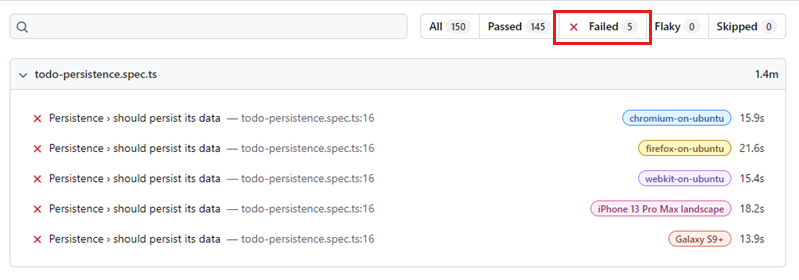 All 150 Passed 145 Failed 5 Flaky 0 Skipped 0
todo-persistence.spec.ts 1.4m
Persistence › should persist its data — todo-persistence.spec.ts:16 chromium-on-ubuntu 15.9s
Persistence › should persist its data — todo-persistence.spec.ts:16 firefox-on-ubuntu 21.6s
Persistence › should persist its data — todo-persistence.spec.ts:16 webkit-on-ubuntu 15.4s
Persistence › should persist its data — todo-persistence.spec.ts:16 iPhone 13 Pro Max landscape 18.2s
Persistence › should persist its data — todo-persistence.spec.ts:16 Galaxy S9+ 13.9s